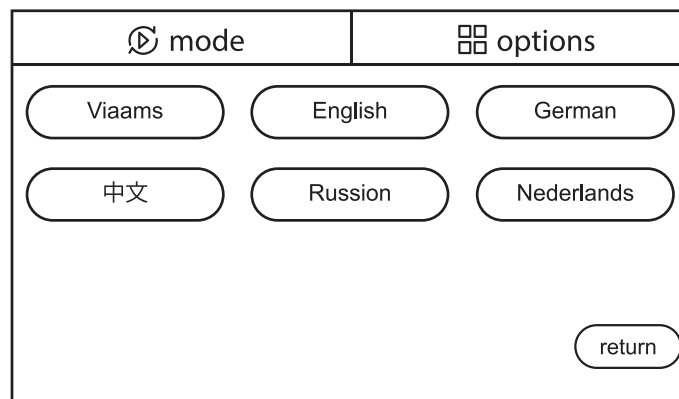 mode options
Viaams English German
中文 Russion Nederlands
return